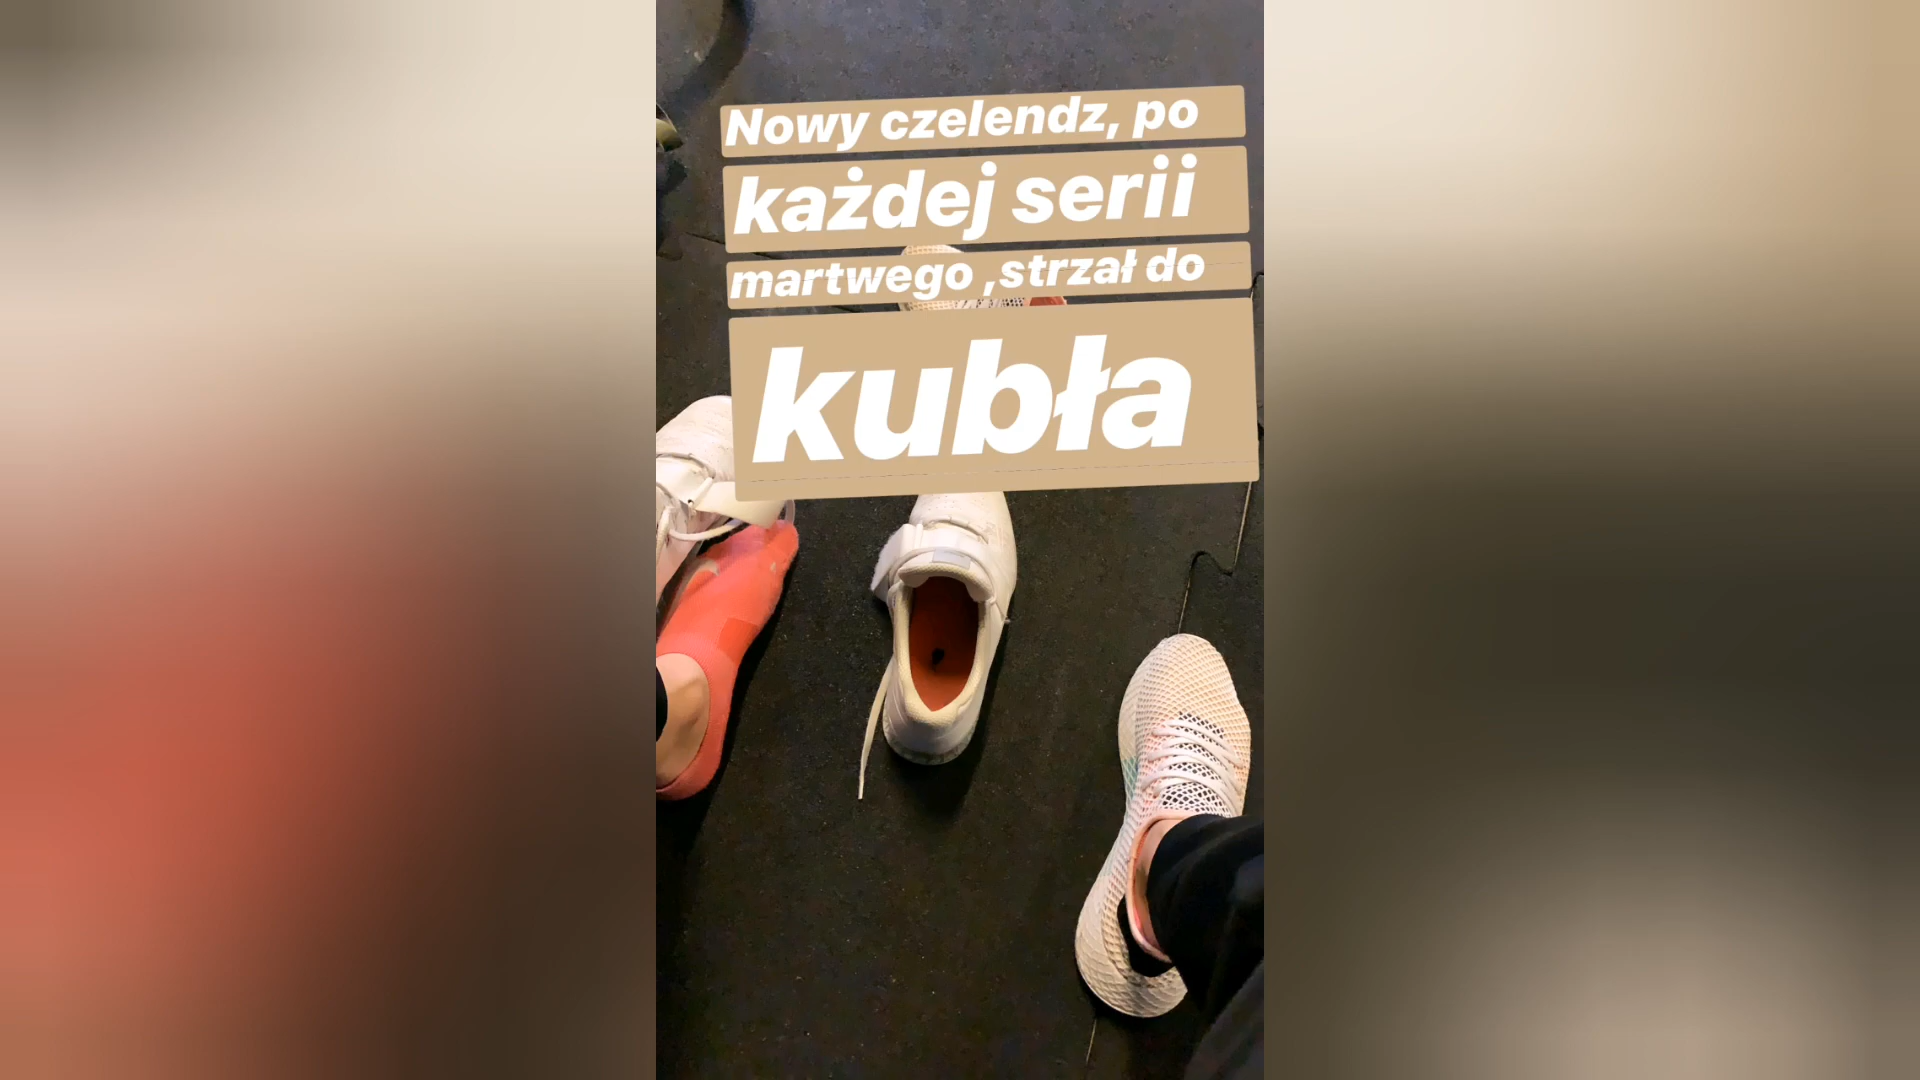 Nowy czelendz, po
każdej serii
martwego ,strzał do
kubła